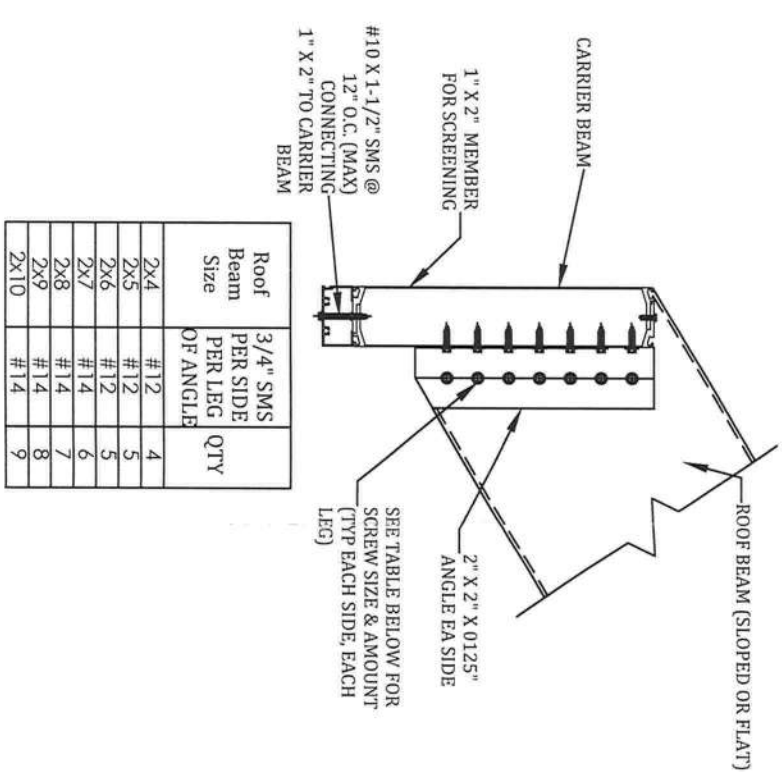 CARRIER BEAM
1" X 2" MEMBER
FOR SCREENING
#10 X 1-1/2" SMS @
12" O.C. (MAX)
CONNECTING
1" X 2" TO CARRIER
BEAM
ROOF BEAM (SLOPED OR FLAT)
2" X 2" X 0125"
ANGLE EA SIDE
SEE TABLE BELOW FOR
SCREW SIZE & AMOUNT
(TYP EACH SIDE, EACH
LEG)
Roof
Beam
Size
3/4" SMS
PER SIDE
PER LEG
OF ANGLE
QTY
2x4 #12 4
2x5 #12 5
2x6 #12 5
2x7 #14 6
2x8 #14 7
2x9 #14 8
2x10 #14 9